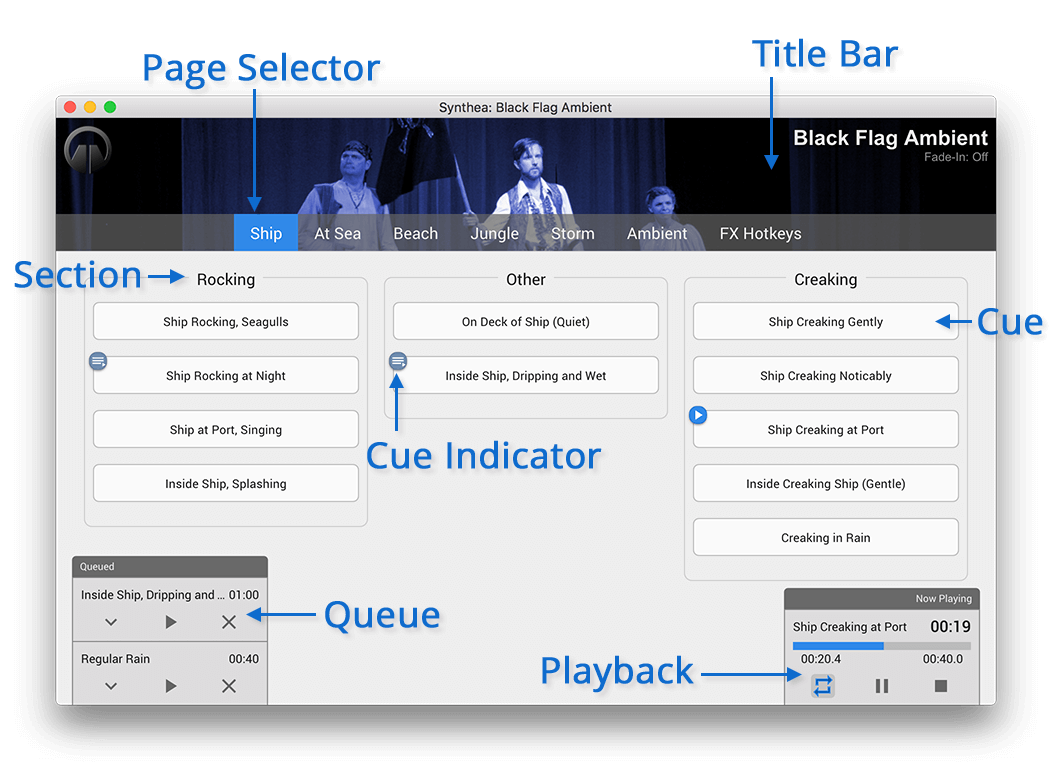 Page Selector
Title Bar
Synthea: Black Flag Ambient
Black Flag Ambient
Fade-In: Off
Ship At Sea Beach Jungle Storm Ambient FX Hotkeys
Section
Rocking
Ship Rocking, Seagulls
Ship Rocking at Night
Ship at Port, Singing
Inside Ship, Splashing
Other
On Deck of Ship (Quiet)
Inside Ship, Dripping and Wet
Cue Indicator
Creaking
Ship Creaking Gently
Cue
Ship Creaking Noticably
Ship Creaking at Port
Inside Creaking Ship (Gentle)
Creaking in Rain
Queued
Inside Ship, Dripping and ... 01:00
Queue
Regular Rain 00:40
Now Playing
Ship Creaking at Port 00:19
Playback
00:20.4 00:40.0